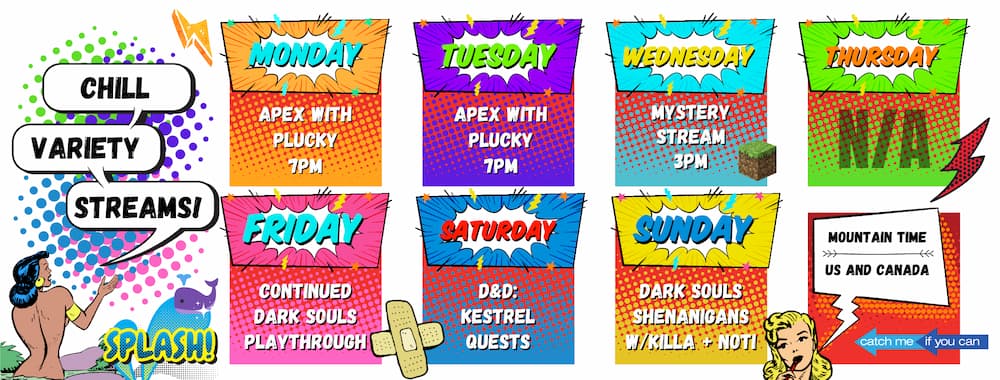 CHILL
VARIETY
STREAMS!
SPLASH!
MONDAY
APEX WITH
PLUCKY
7PM
TUESDAY
APEX WITH
PLUCKY
7PM
WEDNESDAY
MYSTERY
STREAM
3PM
THURSDAY
N/A
FRIDAY
CONTINUED
DARK SOULS
PLAYTHROUGH
SATURDAY
D&D:
KESTREL
QUESTS
SUNDAY
DARK SOULS
SHENANIGANS
W/KILLA + NOTI
MOUNTAIN TIME
US AND CANADA
catch me if you can